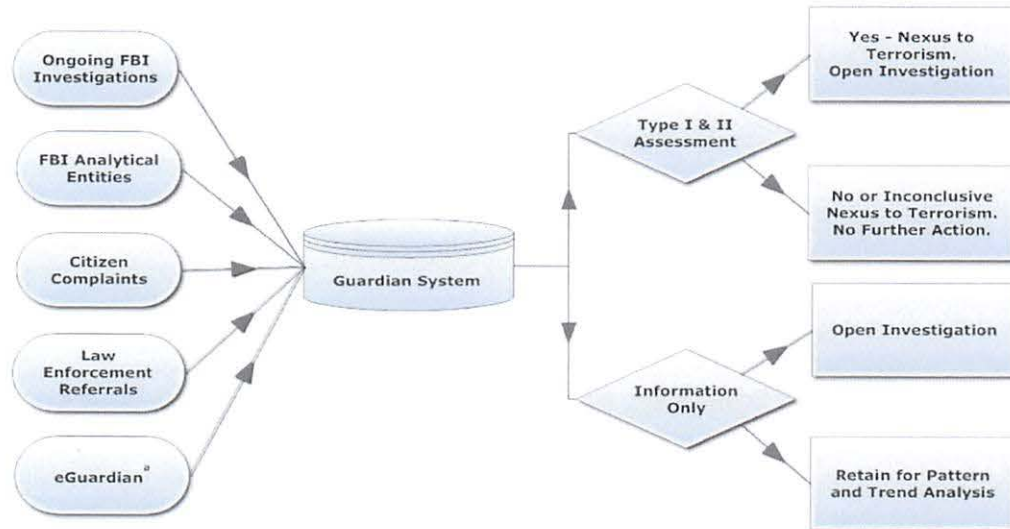 Ongoing FBI
Investigations
FBI Analytical
Entities
Citizen
Complaints
Law
Enforcement
Referrals
eGuardian a
Guardian System
Type I & II
Assessment
Information
Only
Yes - Nexus to
Terrorism.
Open Investigation
No or Inconclusive
Nexus to Terrorism.
No Further Action.
Open Investigation
Retain for Pattern
and Trend Analysis